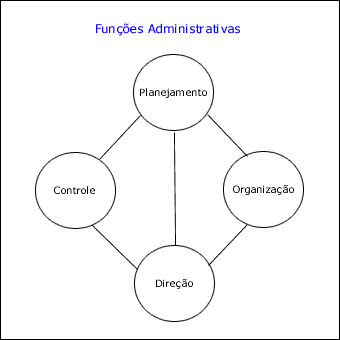 Funções Administrativas
Planejamento
Controle
Organização
Direção